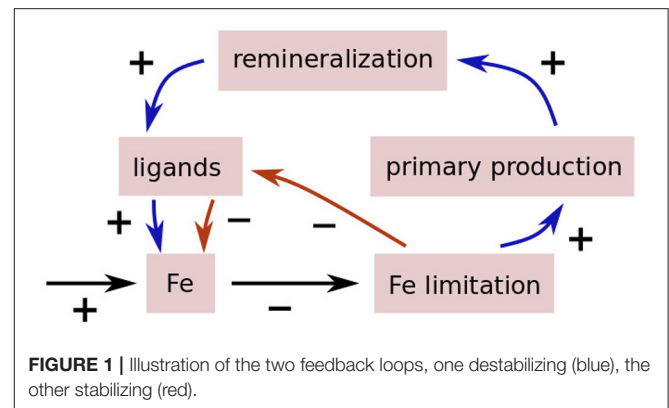 +
remineralization
+
ligands
primary production
+
−
−
+
Fe
Fe limitation
+
−
FIGURE 1 | Illustration of the two feedback loops, one destabilizing (blue), the
other stabilizing (red).